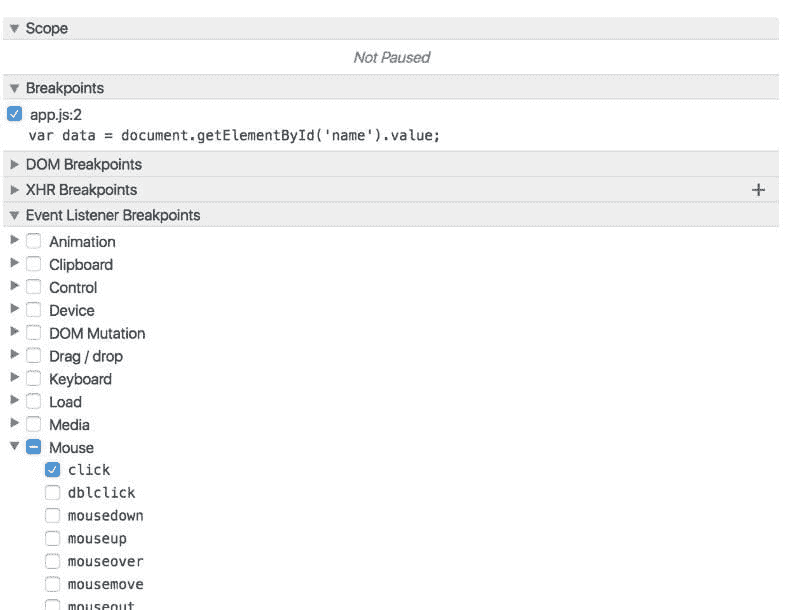 Scope
Not Paused
Breakpoints
app.js:2
var data = document.getElementById('name').value;
DOM Breakpoints
XHR Breakpoints +
Event Listener Breakpoints
Animation
Clipboard
Control
Device
DOM Mutation
Drag / drop
Keyboard
Load
Media
Mouse
click
dblclick
mousedown
mouseup
mouseover
mousemove
mouseout